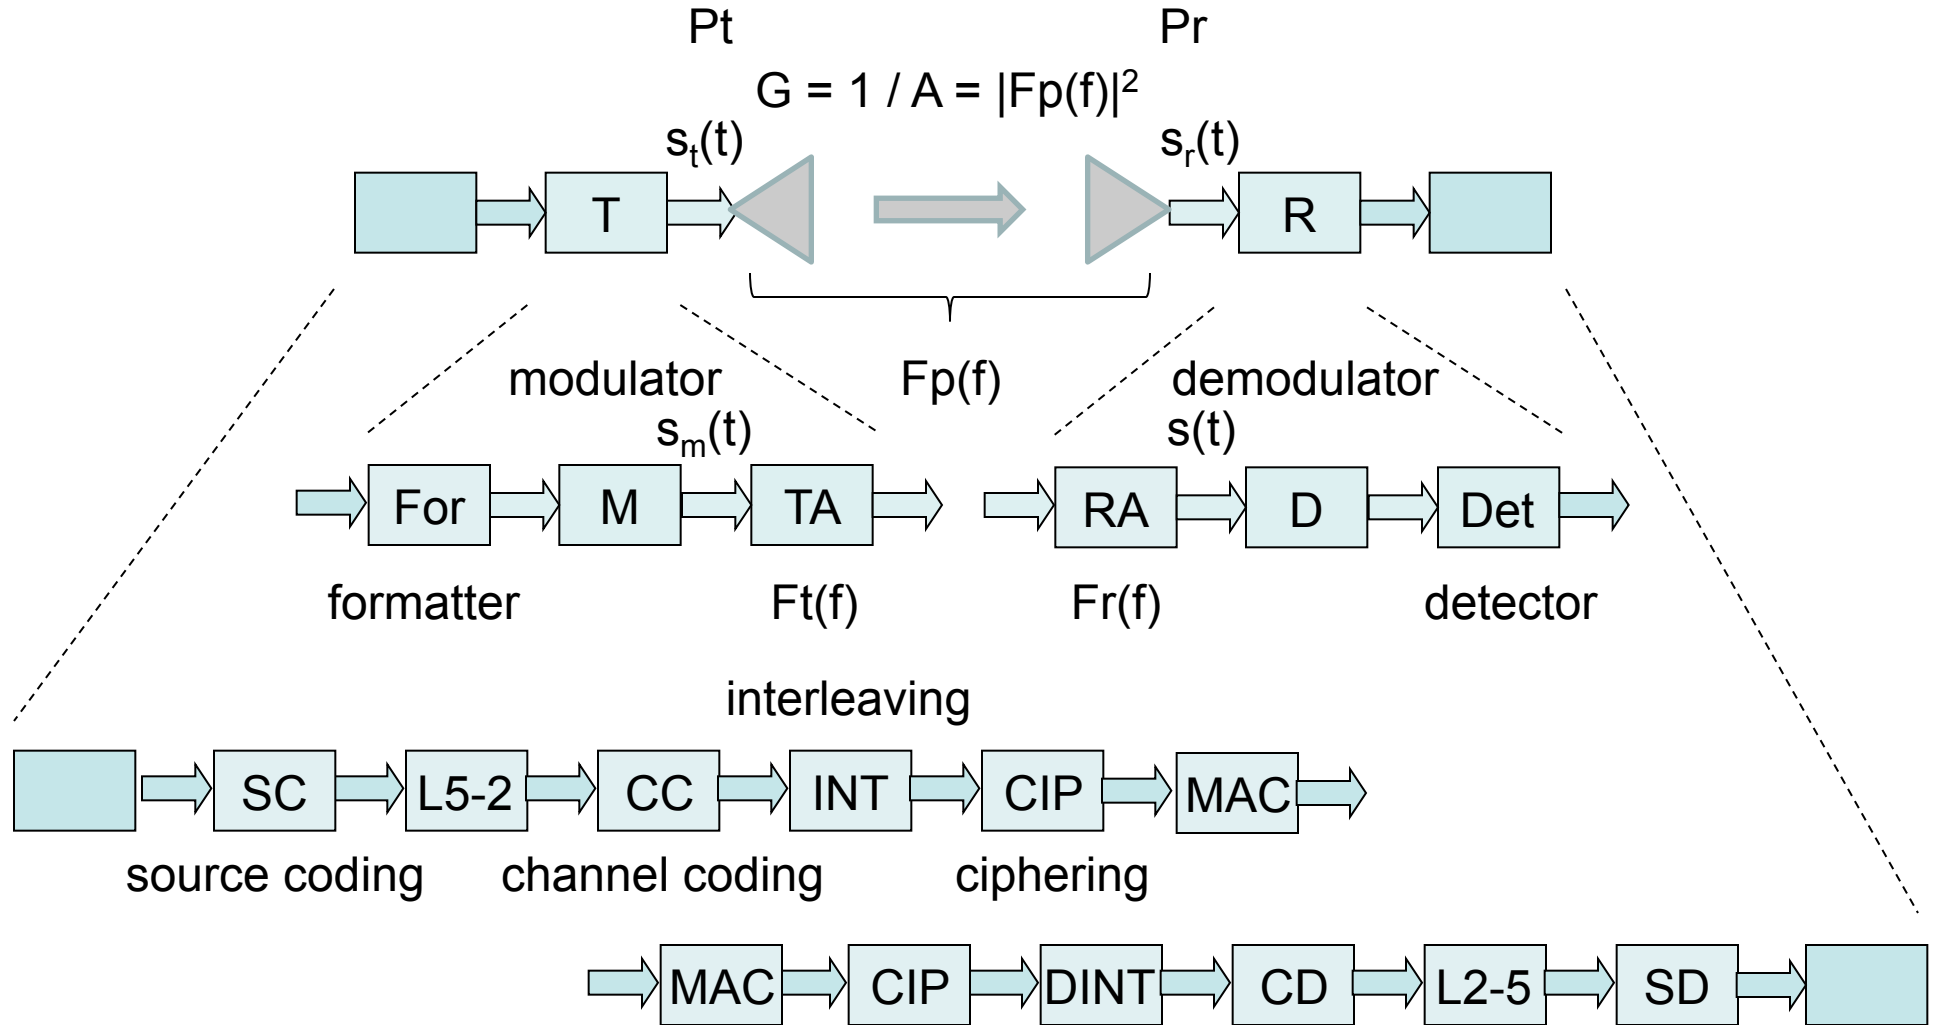 Pt Pr
G = 1 / A = |Fp(f)|²
sₜ(t) sᵣ(t)
T R
modulator Fp(f) demodulator
sₘ(t) s(t)
For M TA RA D Det
formatter Ft(f) Fr(f) detector
interleaving
SC L5-2 CC INT CIP MAC
source coding channel coding ciphering
MAC CIP DINT CD L2-5 SD